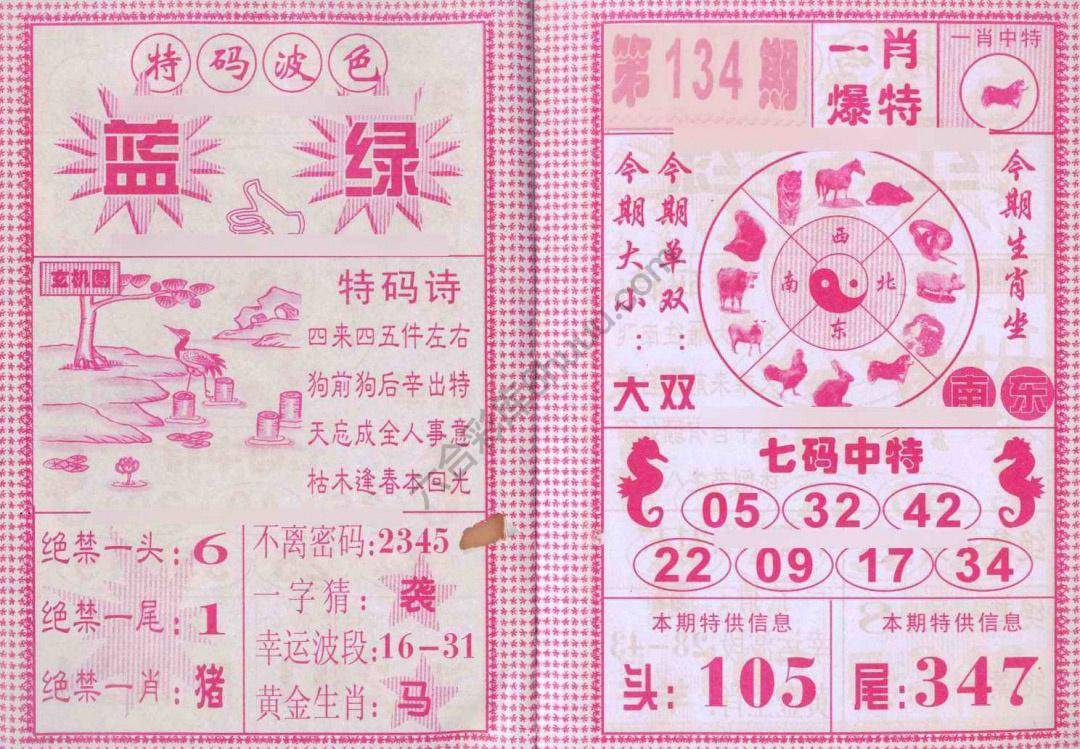 特码波色
蓝 绿
玄机图
特码诗
四来四五件左右
狗前狗后辛出特
天忘成全人事意
枯木逢春本回光
绝禁一头:6
绝禁一尾:1
绝禁一肖:猪
不离密码:2345
一字猜:袭
幸运波段:16-31
黄金生肖:马
第134期
一肖
爆特
一肖中特
今期大小:大
今期单双:双
西
南 北
东
今期生肖坐
南东
七码中特
05 32 42
22 09 17 34
本期特供信息
头:105
本期特供信息
尾:347